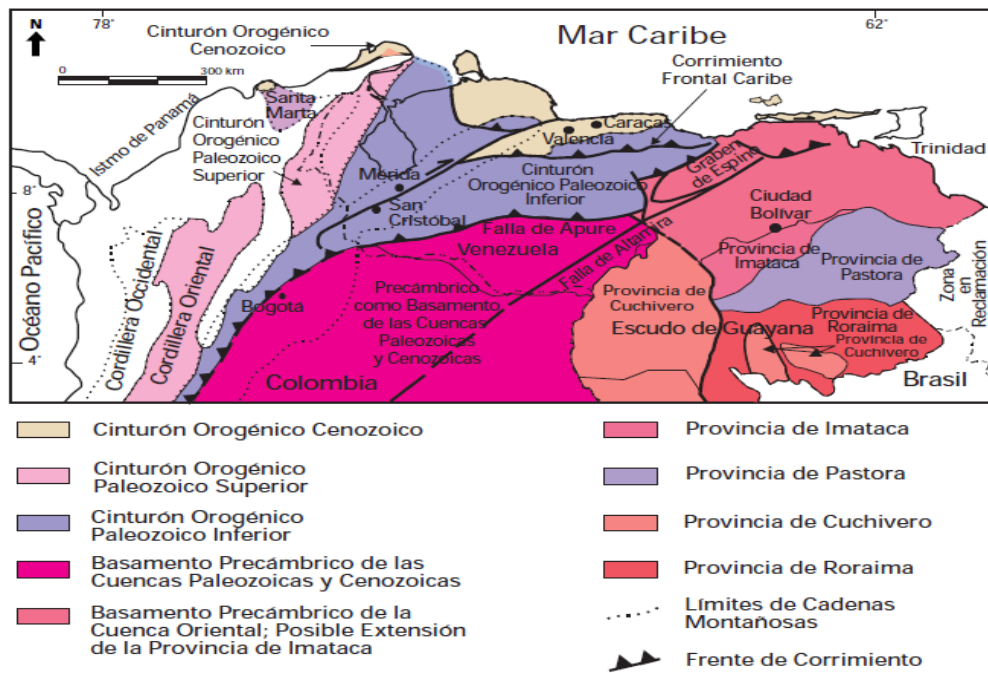 78
62
N
0
300 km
Cinturón Orogénico
Cenozoico
Mar Caribe
Corrimiento
Frontal Caribe
Istmo de Panamá
Santa
Marta
Cinturón
Orogénico
Paleozoico
Superior
Caracas
Valencia
Graben
de Espino
Trinidad
8°
Mérida
San
Cristóbal
Cinturón
Orogénico Paleozoico
Inferior
Ciudad
Bolívar
Océano Pacífico
Falla de Apure
Venezuela
Falla de Altamira
Provincia de
Imataca
Provincia de
Pastora
Zona
en
Reclamación
Cordillera Occidental
Cordillera Oriental
Bogotá
Precámbrico
como Basamento
de las Cuencas
Paleozoicas
y Cenozoicas
Provincia de
Cuchivero
Escudo de Guayana
Provincia de
Roraima
Provincia de
Cuchivero
4°
Colombia
Brasil
Cinturón Orogénico Cenozoico
Cinturón Orogénico
Paleozoico Superior
Cinturón Orogénico
Paleozoico Inferior
Basamento Precámbrico de las
Cuencas Paleozoicas y Cenozoicas
Basamento Precámbrico de la
Cuenca Oriental; Posible Extensión
de la Provincia de Imataca
Provincia de Imataca
Provincia de Pastora
Provincia de Cuchivero
Provincia de Roraima
Límites de Cadenas
Montañosas
Frente de Corrimiento